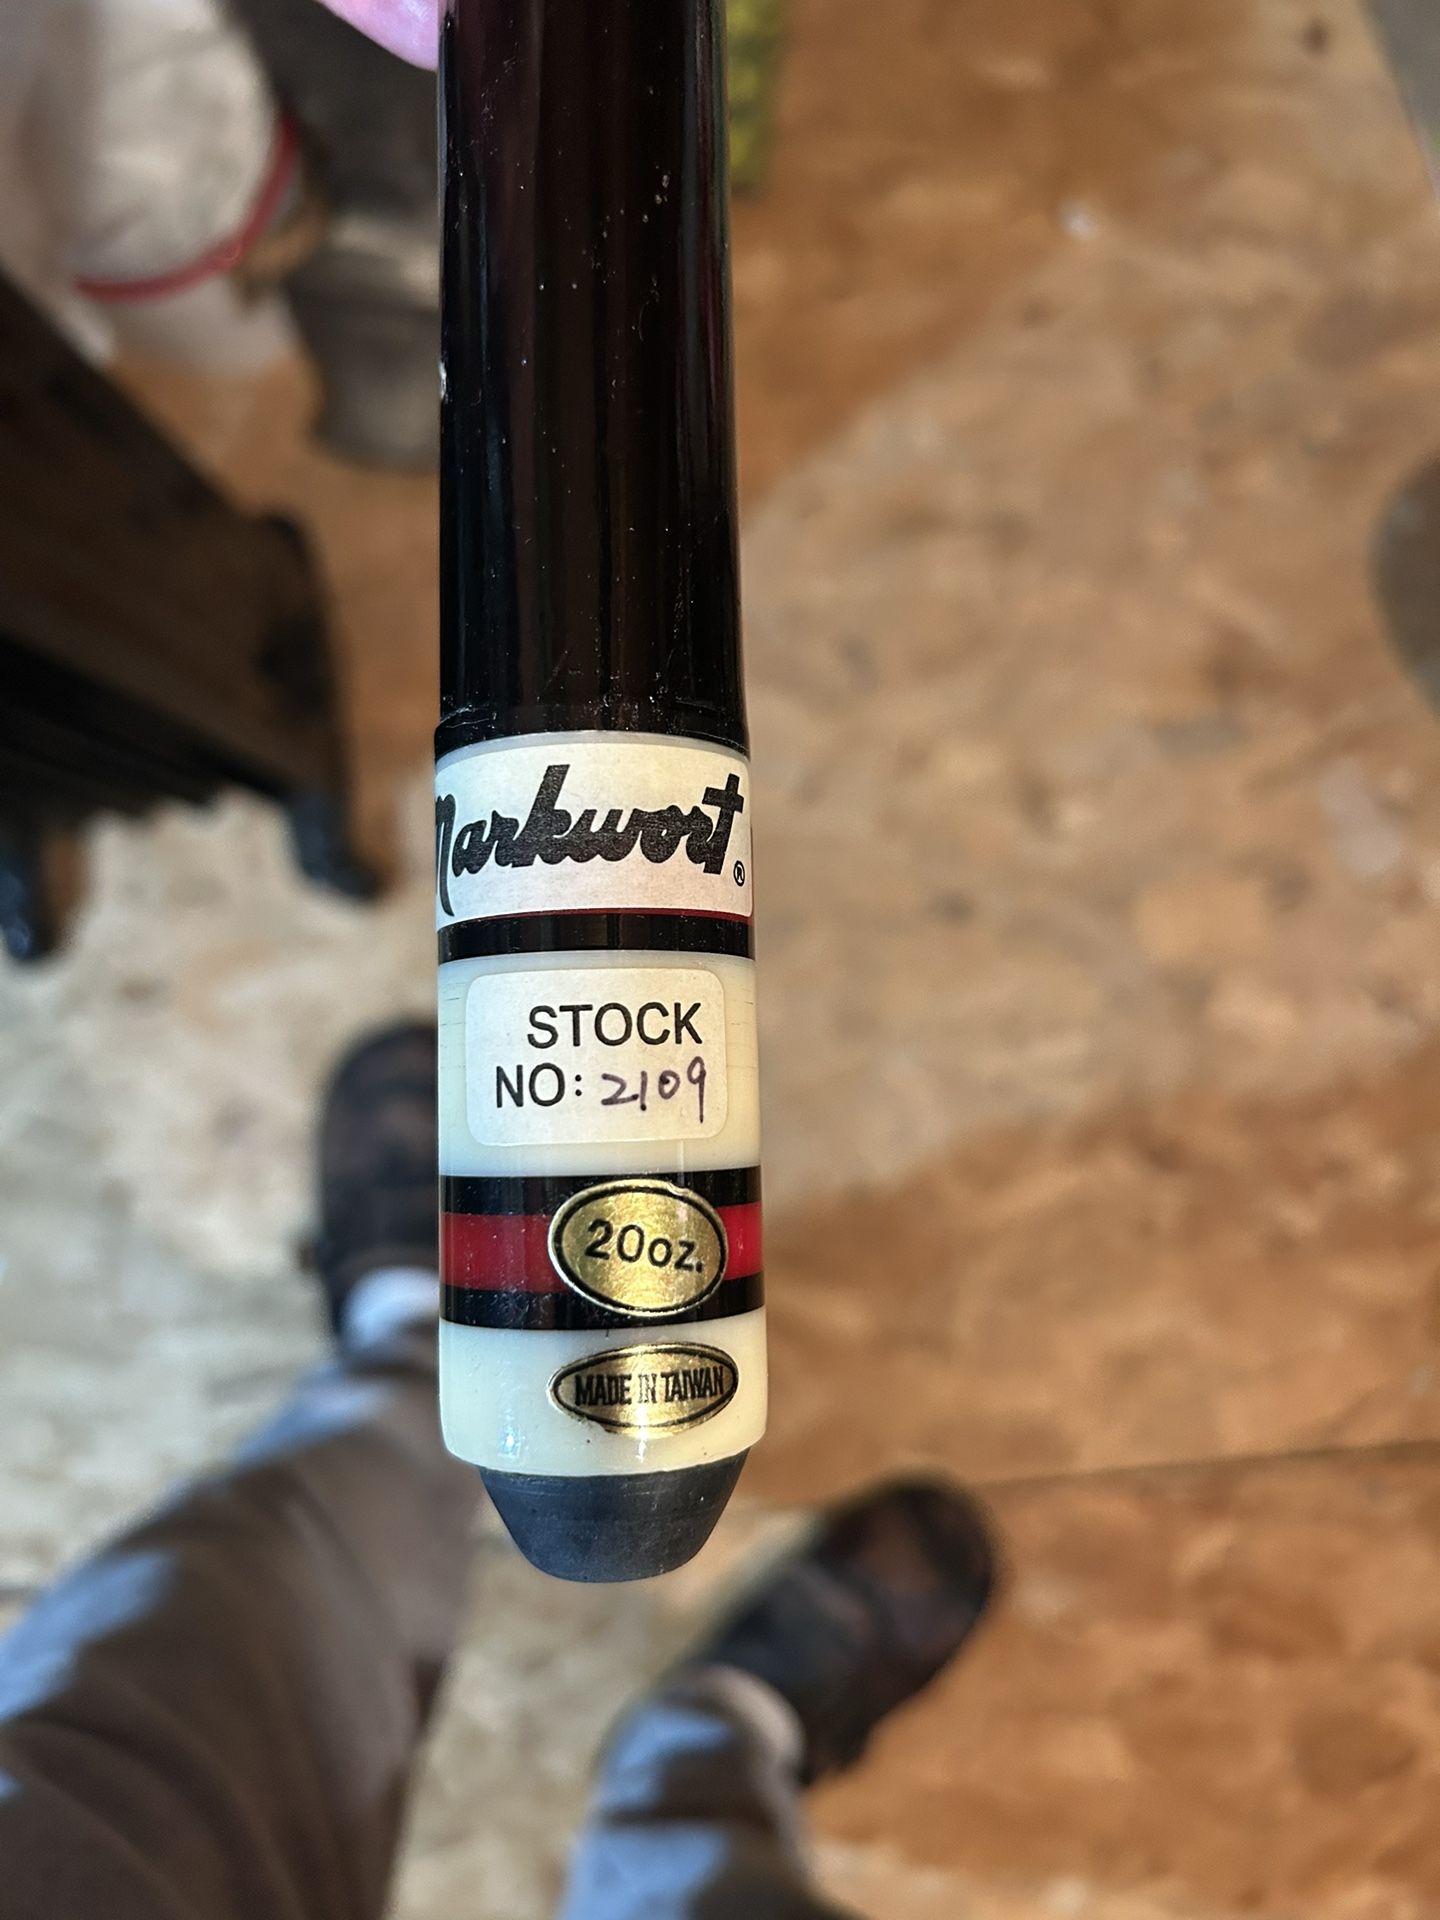 Markwort®
STOCK
NO: 2109
20oz.
MADE IN TAIWAN